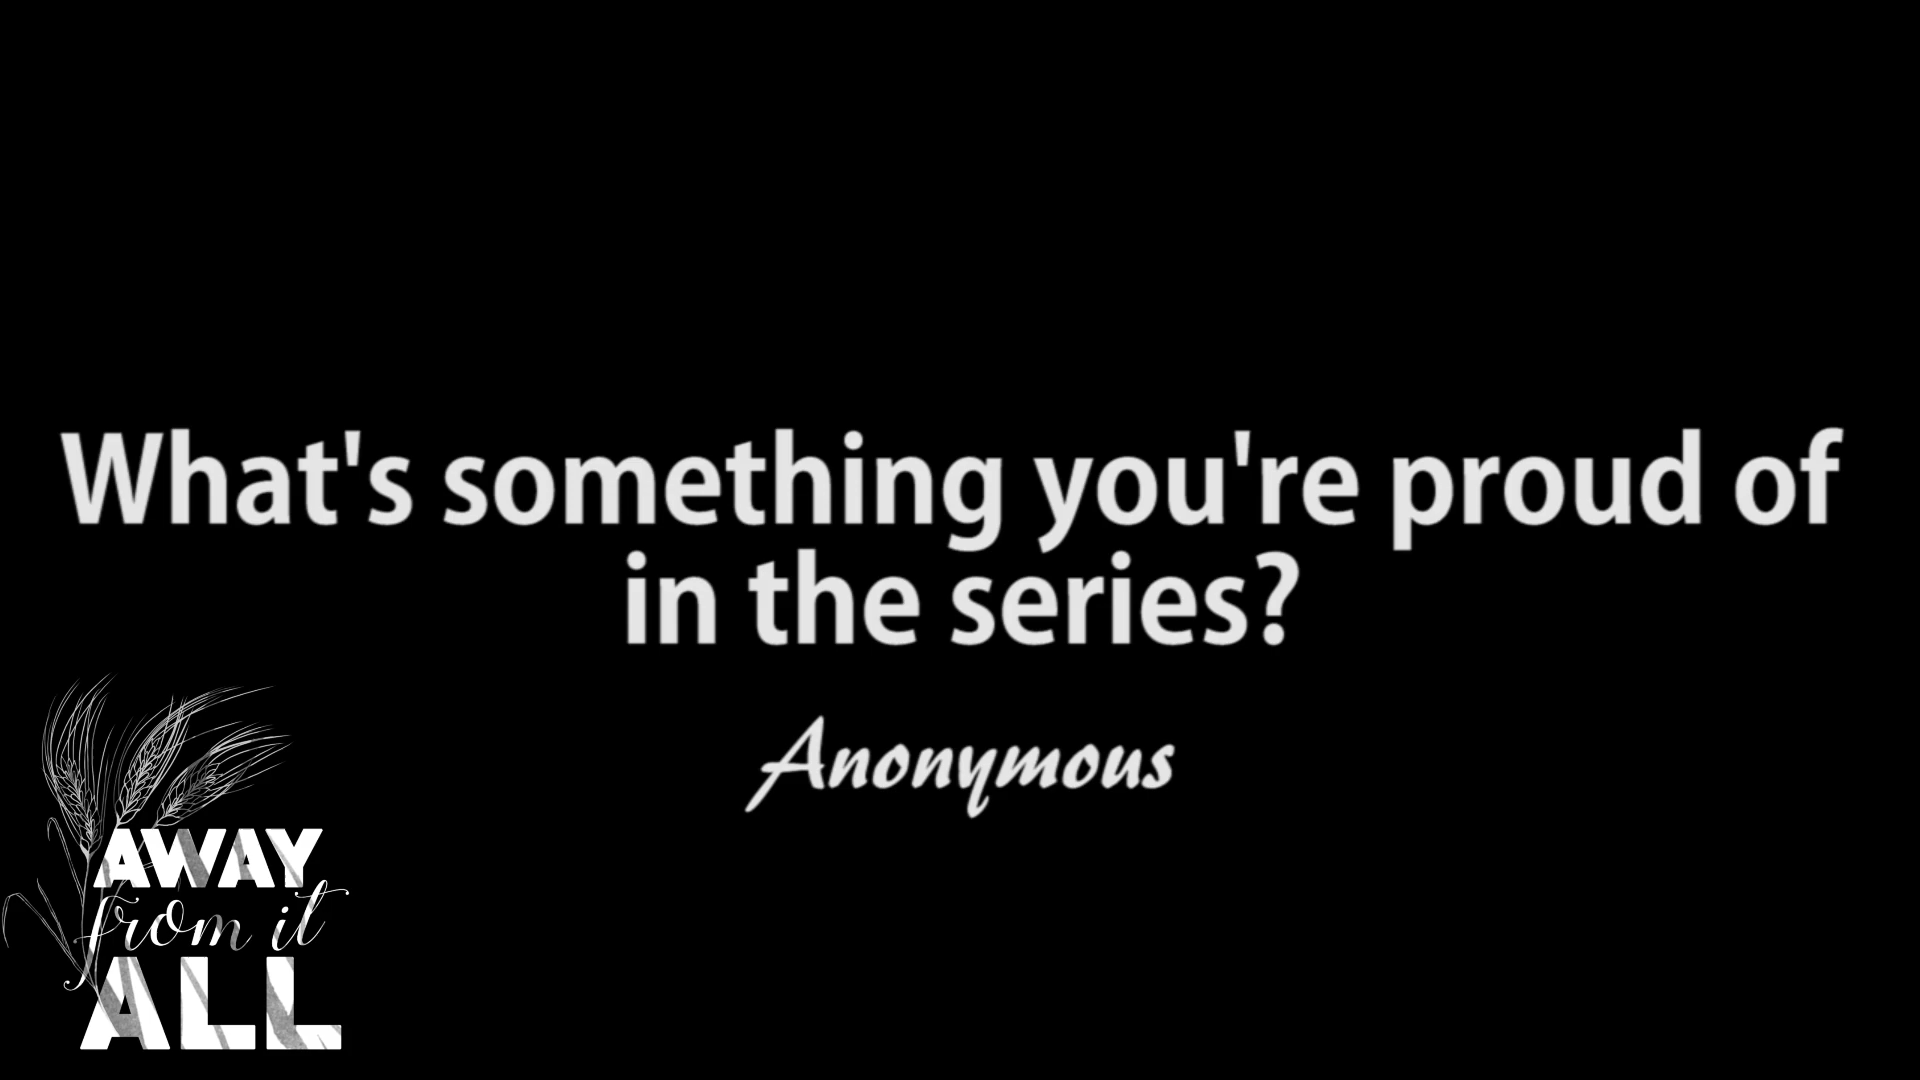 What's something you're proud of
in the series?
Anonymous
AWAY
from it
ALL